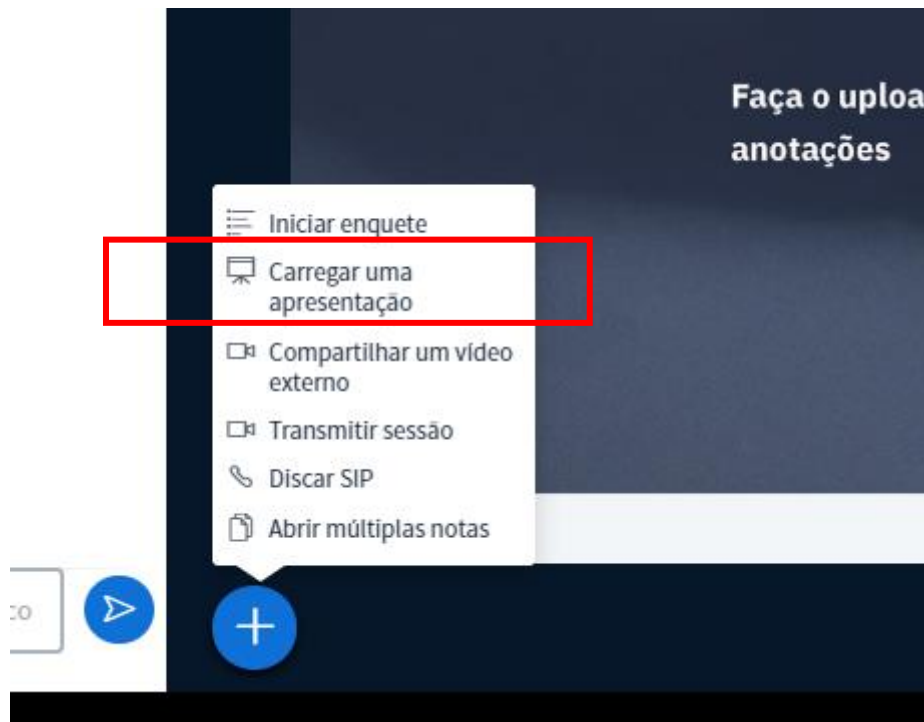 Faça o uploa
anotações
Iniciar enquete
Carregar uma
apresentação
Compartilhar um vídeo
externo
Transmitir sessão
Discar SIP
Abrir múltiplas notas
co